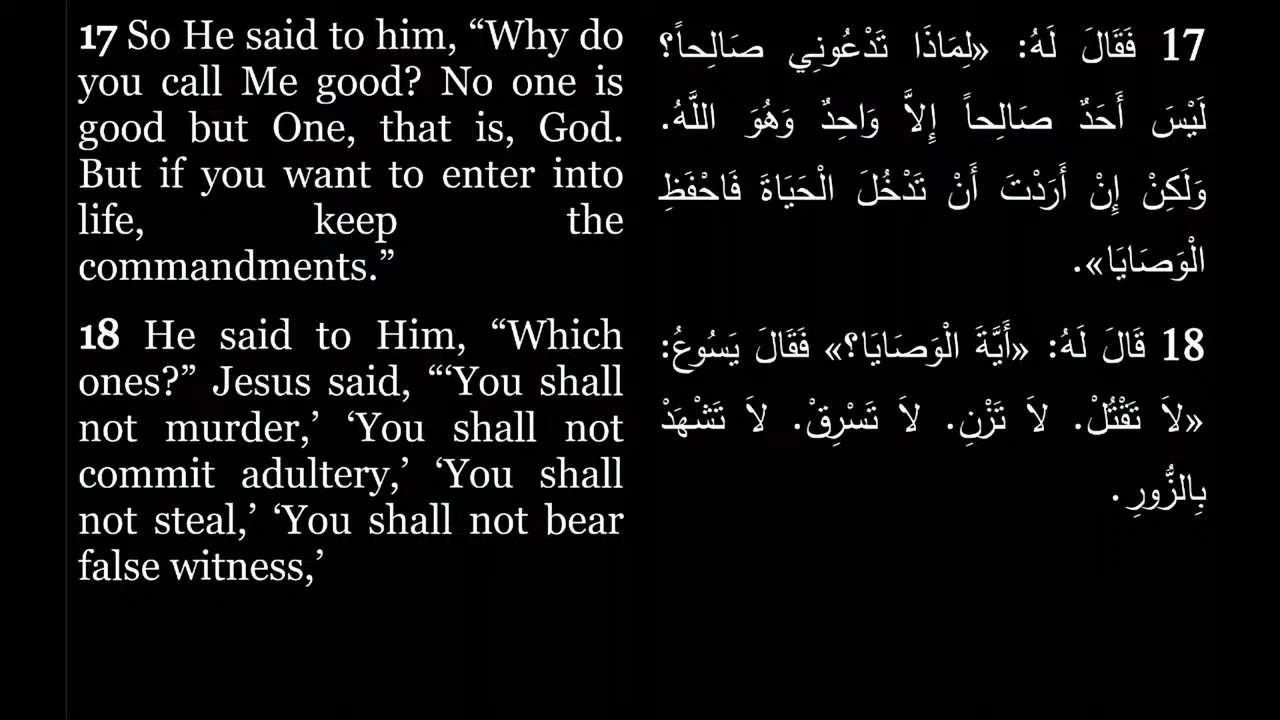 17 So He said to him, “Why do
you call Me good? No one is
good but One, that is, God.
But if you want to enter into
life, keep the
commandments.”
18 He said to Him, “Which
ones?” Jesus said, “‘You shall
not murder,’ ‘You shall not
commit adultery,’ ‘You shall
not steal,’ ‘You shall not bear
false witness,’
17 فَقَالَ لَهُ: «لِمَاذَا تَدْعُونِي صَالِحاً؟
لَيْسَ أَحَدٌ صَالِحاً إِلاَّ وَاحِدٌ وَهُوَ اللَّهُ.
وَلَكِنْ إِنْ أَرَدْتَ أَنْ تَدْخُلَ الْحَيَاةَ فَاحْفَظِ
الْوَصَايَا».
18 قَالَ لَهُ: «أَيَّةَ الْوَصَايَا؟» فَقَالَ يَسُوعُ:
«لاَ تَقْتُلْ. لاَ تَزْنِ. لاَ تَسْرِقْ. لاَ تَشْهَدْ
بِالزُّورِ.